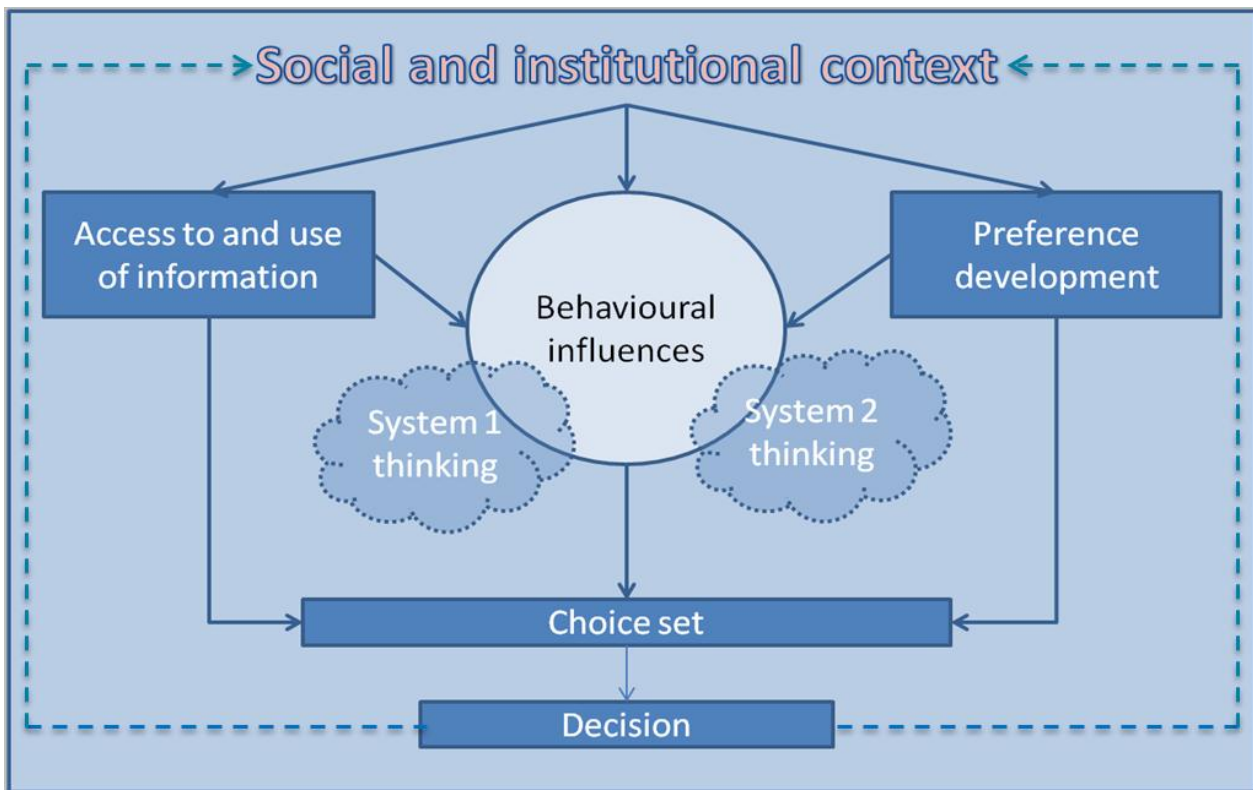 Social and institutional context
Access to and use
of information
Behavioural
influences
Preference
development
System 1
thinking
System 2
thinking
Choice set
Decision